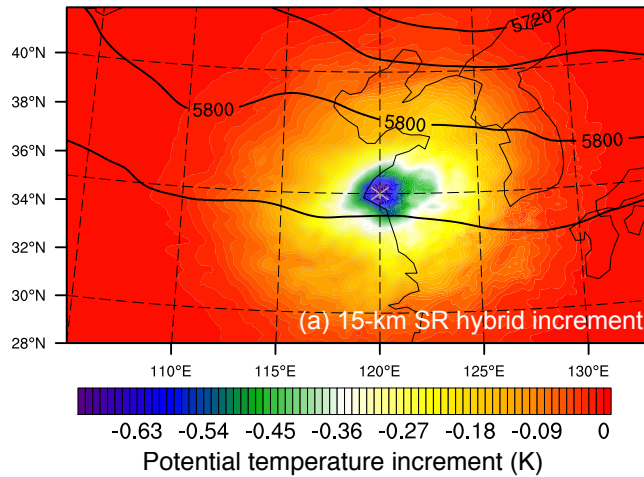 40°N
38°N
36°N
34°N
32°N
30°N
28°N
5720
5800
5800
(a) 15-km SR hybrid increment
110°E
115°E
120°E
125°E
130°E
-0.63
-0.54
-0.45
-0.36
-0.27
-0.18
-0.09
0
Potential temperature increment (K)